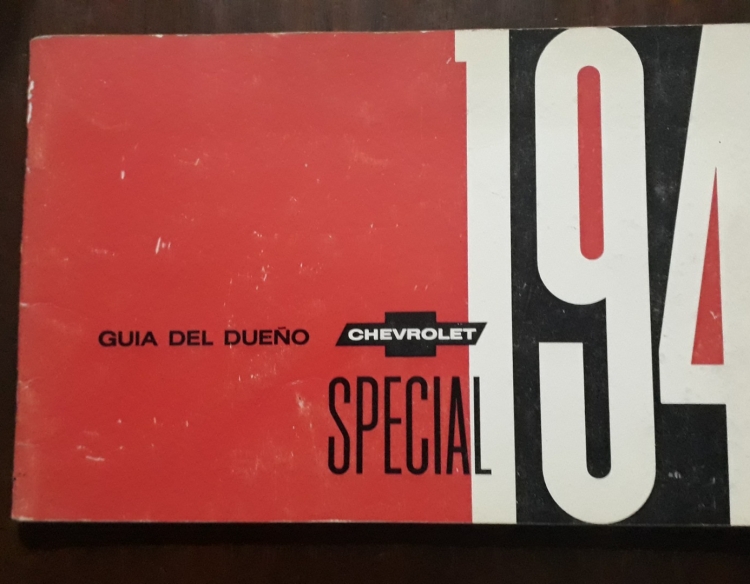 194
GUIA DEL DUEÑO CHEVROLET
SPECIAL